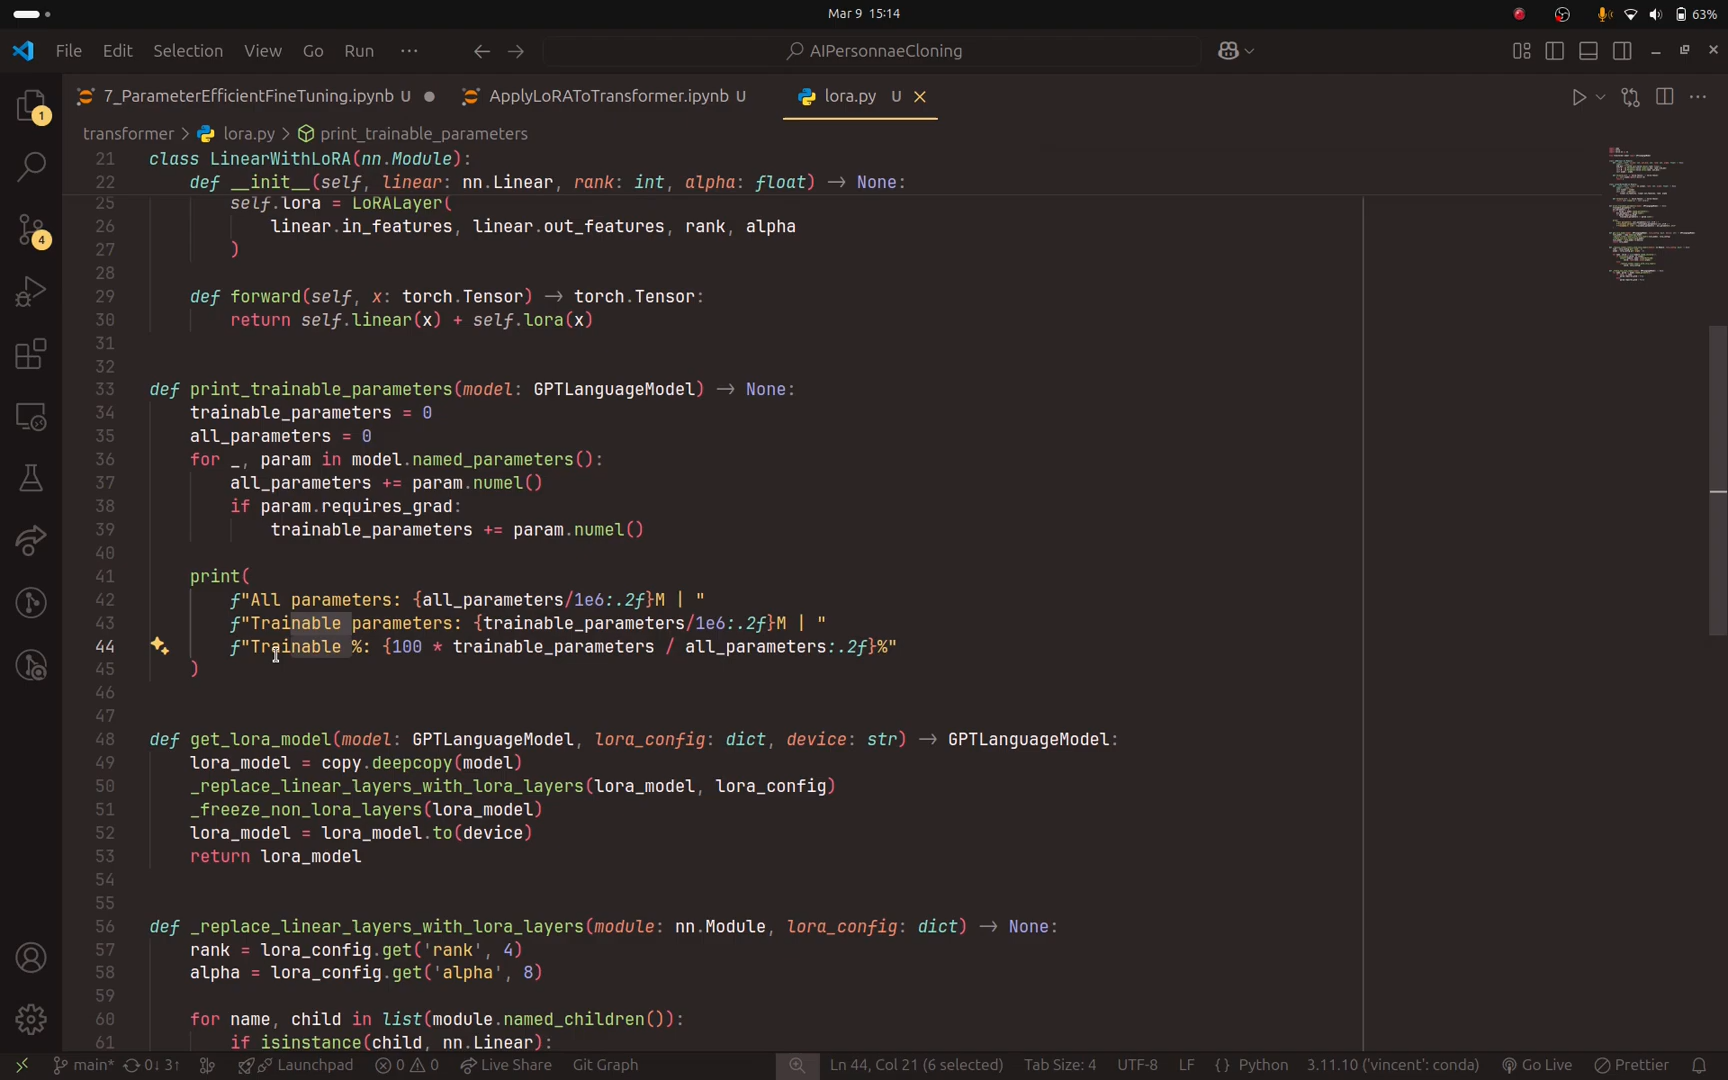 Mar 9 15:14
63%
File Edit Selection View Go Run ··· AIPersonnaeCloning
7_ParameterEfficientFineTuning.ipynb U ApplyLoRAToTransformer.ipynb U lora.py U
transformer > lora.py > print_trainable_parameters
21 class LinearWithLoRA(nn.Module):
22 def __init__(self, linear: nn.Linear, rank: int, alpha: float) -> None:
25 self.lora = LoRALayer(
26 linear.in_features, linear.out_features, rank, alpha
27 )
28
29 def forward(self, x: torch.Tensor) -> torch.Tensor:
30 return self.linear(x) + self.lora(x)
31
32
33 def print_trainable_parameters(model: GPTLanguageModel) -> None:
34 trainable_parameters = 0
35 all_parameters = 0
36 for _, param in model.named_parameters():
37 all_parameters += param.numel()
38 if param.requires_grad:
39 trainable_parameters += param.numel()
40
41 print(
42 f"All parameters: {all_parameters/1e6:.2f}M | "
43 f"Trainable parameters: {trainable_parameters/1e6:.2f}M | "
44 f"Trainable %: {100 * trainable_parameters / all_parameters:.2f}%"
45 )
46
47
48 def get_lora_model(model: GPTLanguageModel, lora_config: dict, device: str) -> GPTLanguageModel:
49 lora_model = copy.deepcopy(model)
50 _replace_linear_layers_with_lora_layers(lora_model, lora_config)
51 _freeze_non_lora_layers(lora_model)
52 lora_model = lora_model.to(device)
53 return lora_model
54
55
56 def _replace_linear_layers_with_lora_layers(module: nn.Module, lora_config: dict) -> None:
57 rank = lora_config.get('rank', 4)
58 alpha = lora_config.get('alpha', 8)
59
60 for name, child in list(module.named_children()):
61 if isinstance(child, nn.Linear):
1
4
main* 0↓ 3↑ Launchpad 0 0 Live Share Git Graph Ln 44, Col 21 (6 selected) Tab Size: 4 UTF-8 LF { } Python 3.11.10 ('vincent': conda) Go Live Prettier